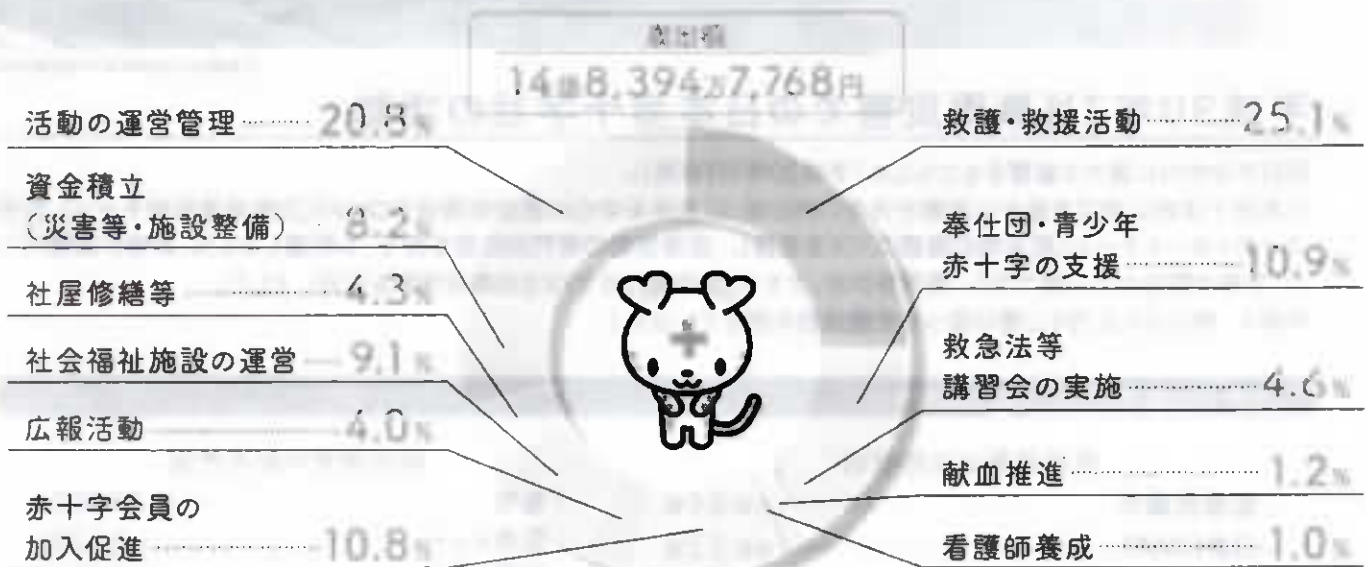 14億8,394万7,768円
活動の運営管理 20.8%
資金積立
(災害等・施設整備) 8.2%
社屋修繕等 4.3%
社会福祉施設の運営 9.1%
広報活動 4.0%
赤十字会員の
加入促進 10.8%
救護・救援活動 25.1%
奉仕団・青少年
赤十字の支援 10.9%
救急法等
講習会の実施 4.6%
献血推進 1.2%
看護師養成 1.0%